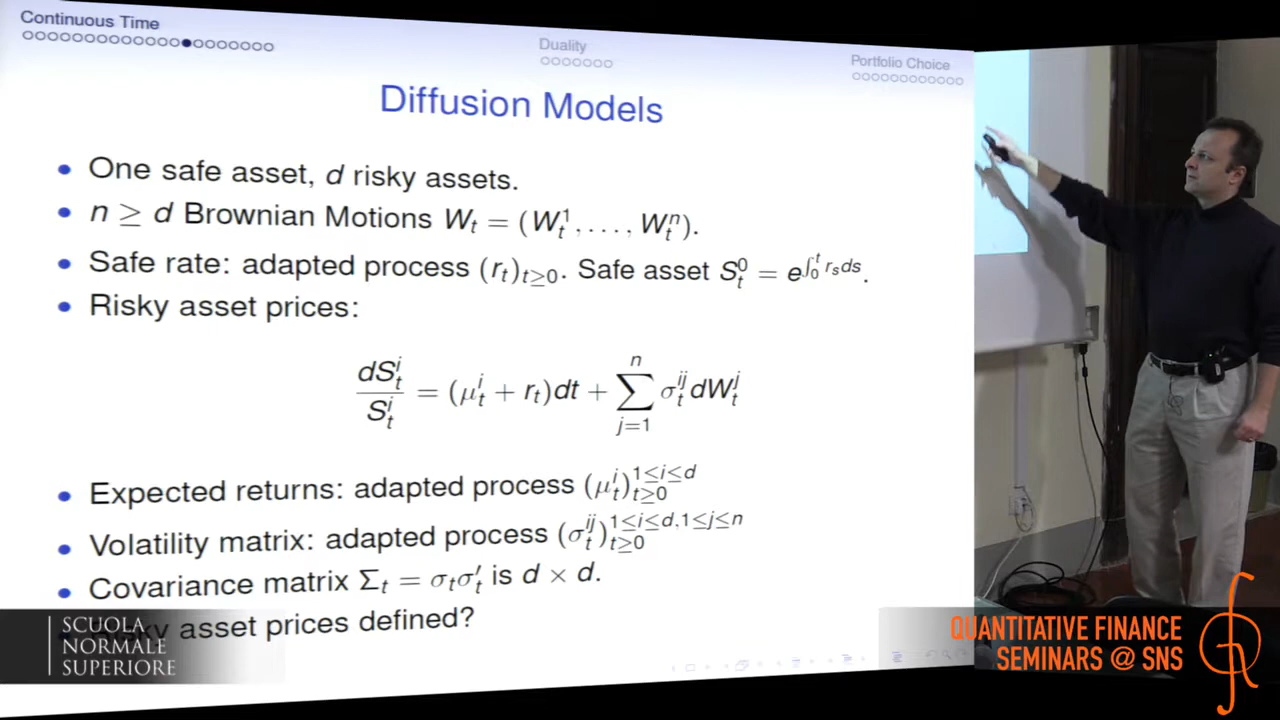 Continuous Time
Duality
Portfolio Choice
Diffusion Models
• One safe asset, d risky assets.
• n ≥ d Brownian Motions W_t = (W_t^1, . . . , W_t^n).
• Safe rate: adapted process (r_t)_{t≥0}. Safe asset S_t^0 = e^{∫_0^t r_s ds}.
• Risky asset prices:
dS_t^i / S_t^i = (μ_t^i + r_t)dt + ∑_{j=1}^n σ_t^{ij} dW_t^j
• Expected returns: adapted process (μ_t^i)_{t≥0}^{1≤i≤d}
• Volatility matrix: adapted process (σ_t^{ij})_{t≥0}^{1≤i≤d,1≤j≤n}
• Covariance matrix Σ_t = σ_tσ_t′ is d × d.
• Risky asset prices defined?
SCUOLA
NORMALE
SUPERIORE
QUANTITATIVE FINANCE
SEMINARS @ SNS